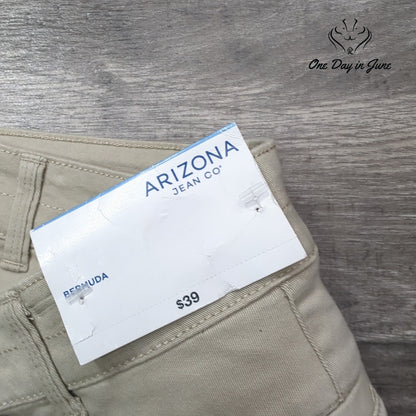 One Day in June
ARIZONA
JEAN CO
BERMUDA
$39